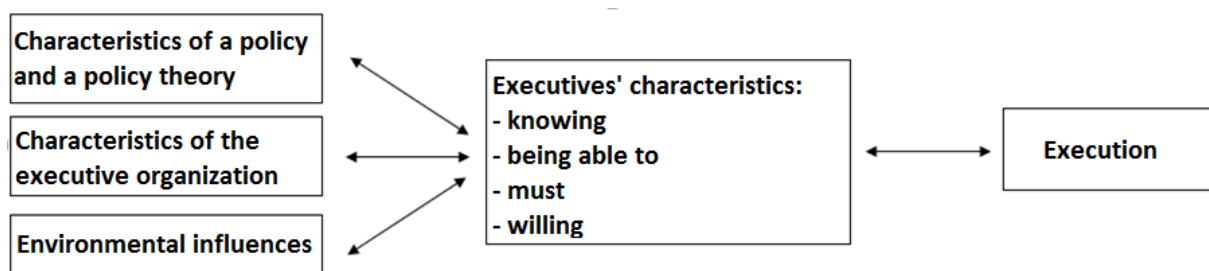 Characteristics of a policy
and a policy theory
Characteristics of the
executive organization
Environmental influences
Executives' characteristics:
- knowing
- being able to
- must
- willing
Execution